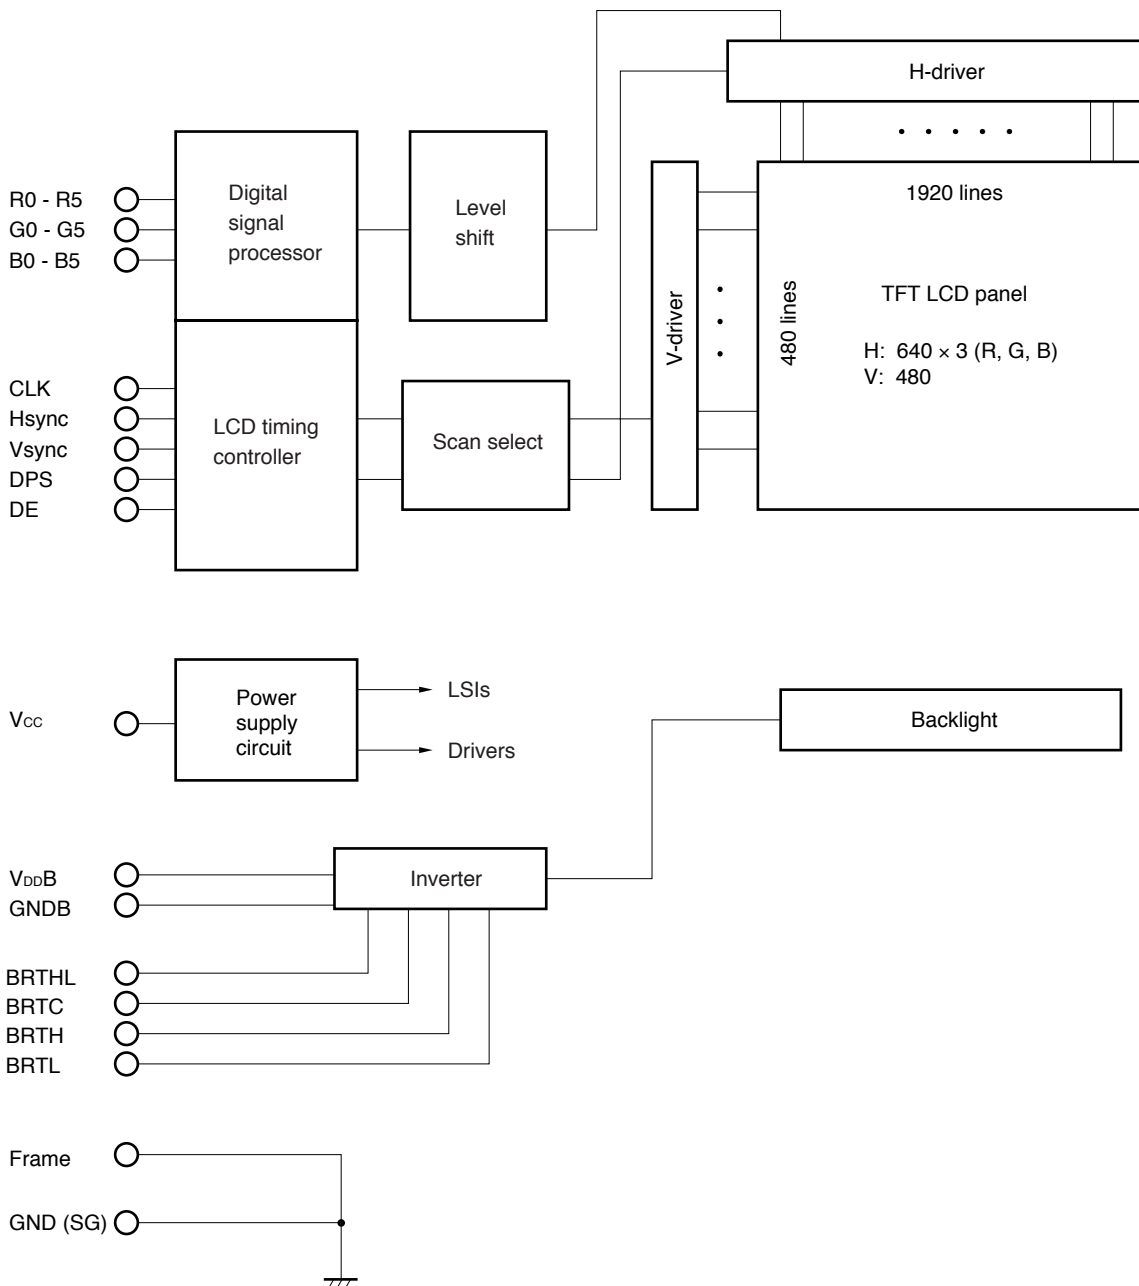 H-driver
R0 - R5
G0 - G5
B0 - B5
Digital
signal
processor
Level
shift
V-driver
1920 lines
480 lines
TFT LCD panel
H: 640 × 3 (R, G, B)
V: 480
CLK
Hsync
Vsync
DPS
DE
LCD timing
controller
Scan select
VCC
Power
supply
circuit
LSIs
Drivers
Backlight
VDDB
GNDB
Inverter
BRTHL
BRTC
BRTH
BRTL
Frame
GND (SG)